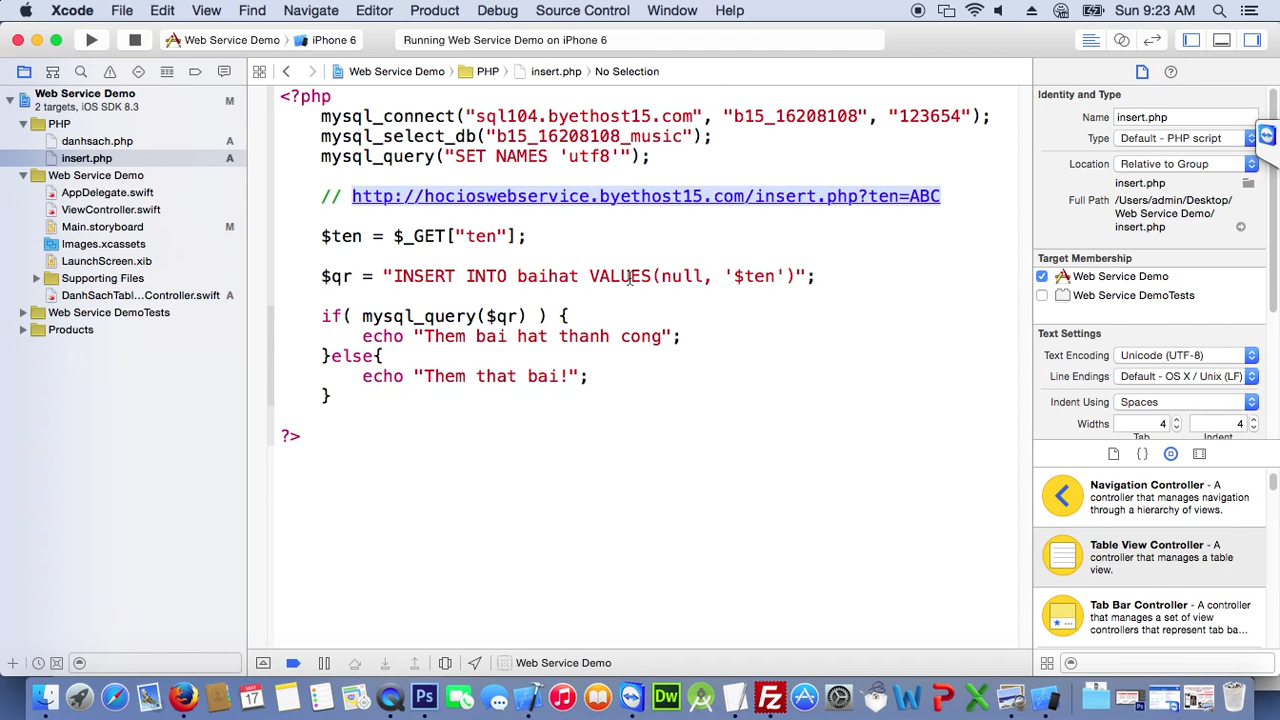 Xcode File Edit View Find Navigate Editor Product Debug Source Control Window Help Sun 9:23 AM
Web Service Demo iPhone 6 Running Web Service Demo on iPhone 6
Web Service Demo PHP insert.php No Selection
Web Service Demo M
2 targets, iOS SDK 8.3
PHP
danhsach.php A
insert.php A
Web Service Demo
AppDelegate.swift
ViewController.swift
Main.storyboard M
Images.xcassets
LaunchScreen.xib
Supporting Files
DanhSachTabl...Controller.swift A
Web Service DemoTests
Products
<?php
mysql_connect("sql104.byethost15.com", "b15_16208108", "123654");
mysql_select_db("b15_16208108_music");
mysql_query("SET NAMES 'utf8'");
// http://hocioswebservice.byethost15.com/insert.php?ten=ABC
$ten = $_GET["ten"];
$qr = "INSERT INTO baihat VALUES(null, '$ten')";
if( mysql_query($qr) ) {
echo "Them bai hat thanh cong";
}else{
echo "Them that bai!";
}
?>
Identity and Type
Name insert.php
Type Default - PHP script
Location Relative to Group
insert.php
Full Path /Users/admin/Desktop/
Web Service Demo/
insert.php
Target Membership
Web Service Demo
Web Service DemoTests
Text Settings
Text Encoding Unicode (UTF-8)
Line Endings Default - OS X / Unix (LF)
Indent Using Spaces
Widths 4 4
Tab Indent
Navigation Controller - A
controller that manages navigation
through a hierarchy of views.
Table View Controller - A
controller that manages a table
view.
Tab Bar Controller - A controller
that manages a set of view
controllers that represent tab ba...
Web Service Demo
MAY
17
Ps
Dw
Fz
W
P
X